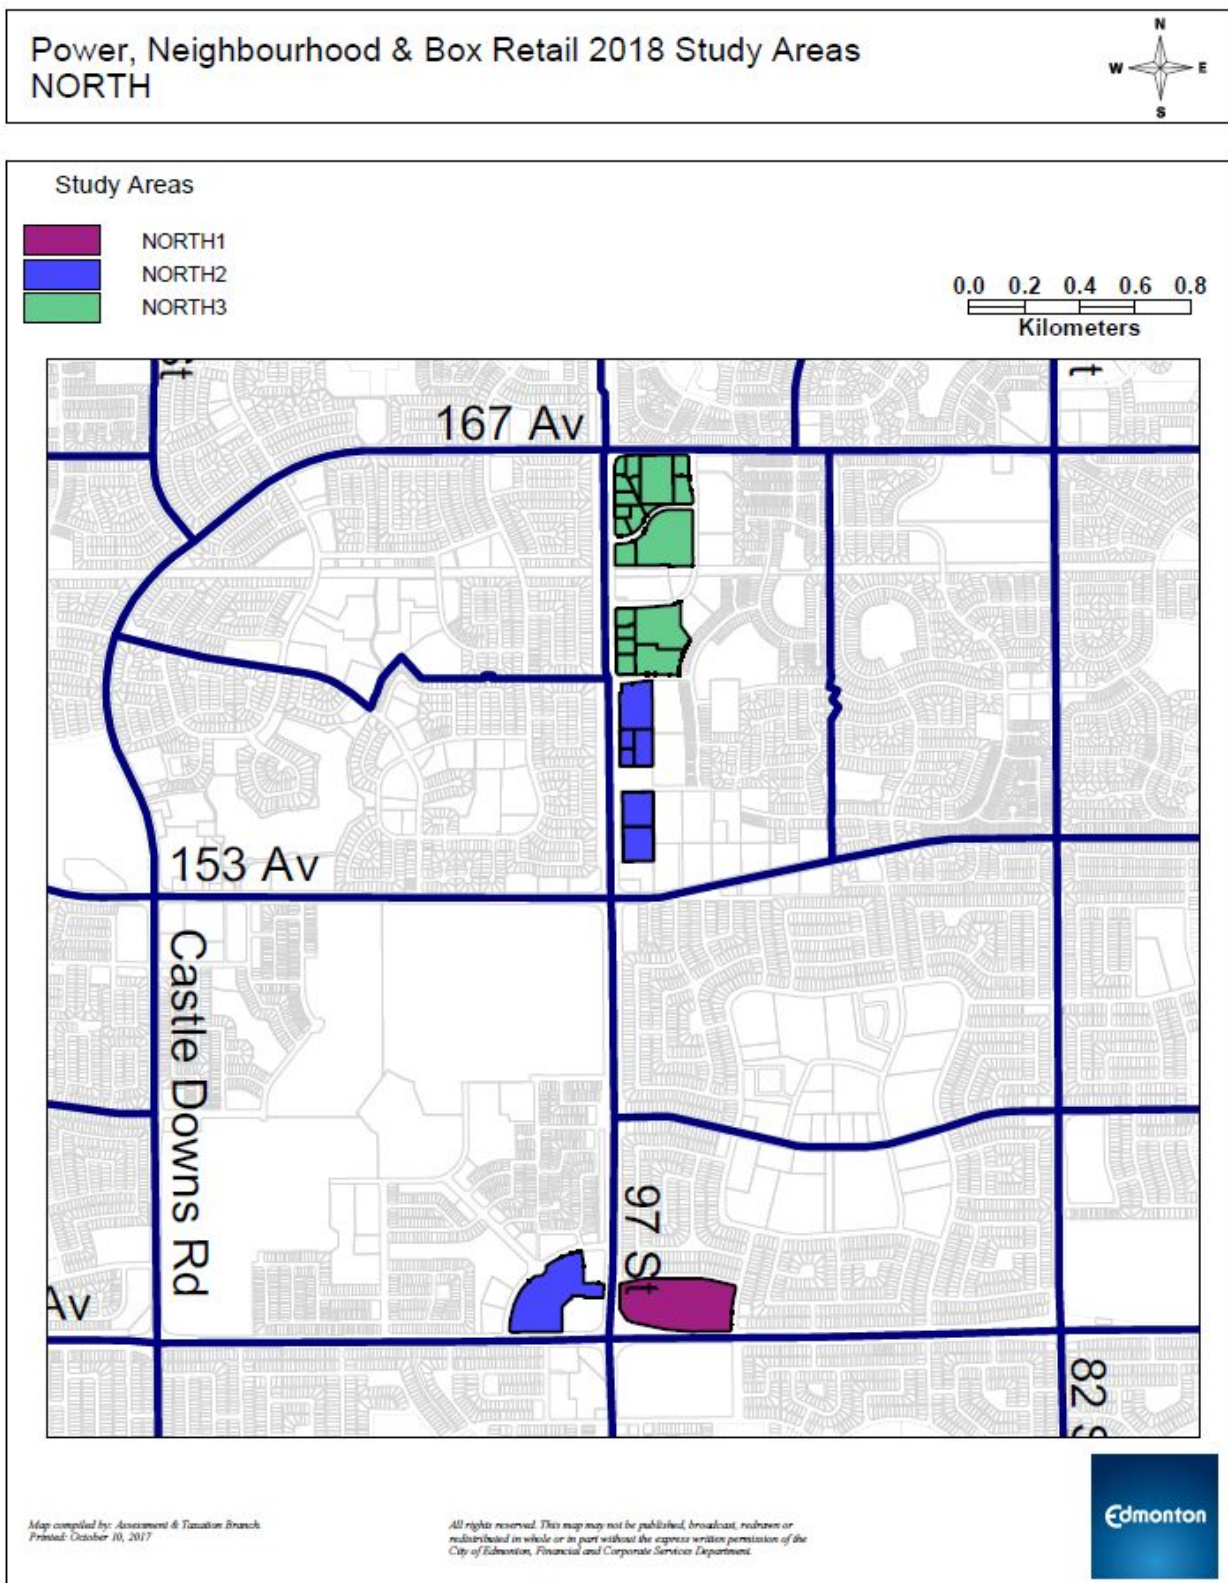 Power, Neighbourhood & Box Retail 2018 Study Areas
NORTH
N
W
E
S
Study Areas
NORTH1
NORTH2
NORTH3
0.0 0.2 0.4 0.6 0.8
Kilometers
St
t
167 Av
153 Av
Castle Downs Rd
97 St
Av
82 S
Map compiled by: Assessment & Taxation Branch
Printed: October 10, 2017
All rights reserved. This map may not be published, broadcast, redrawn or
redistributed in whole or in part without the express written permission of the
City of Edmonton, Financial and Corporate Services Department.
Edmonton